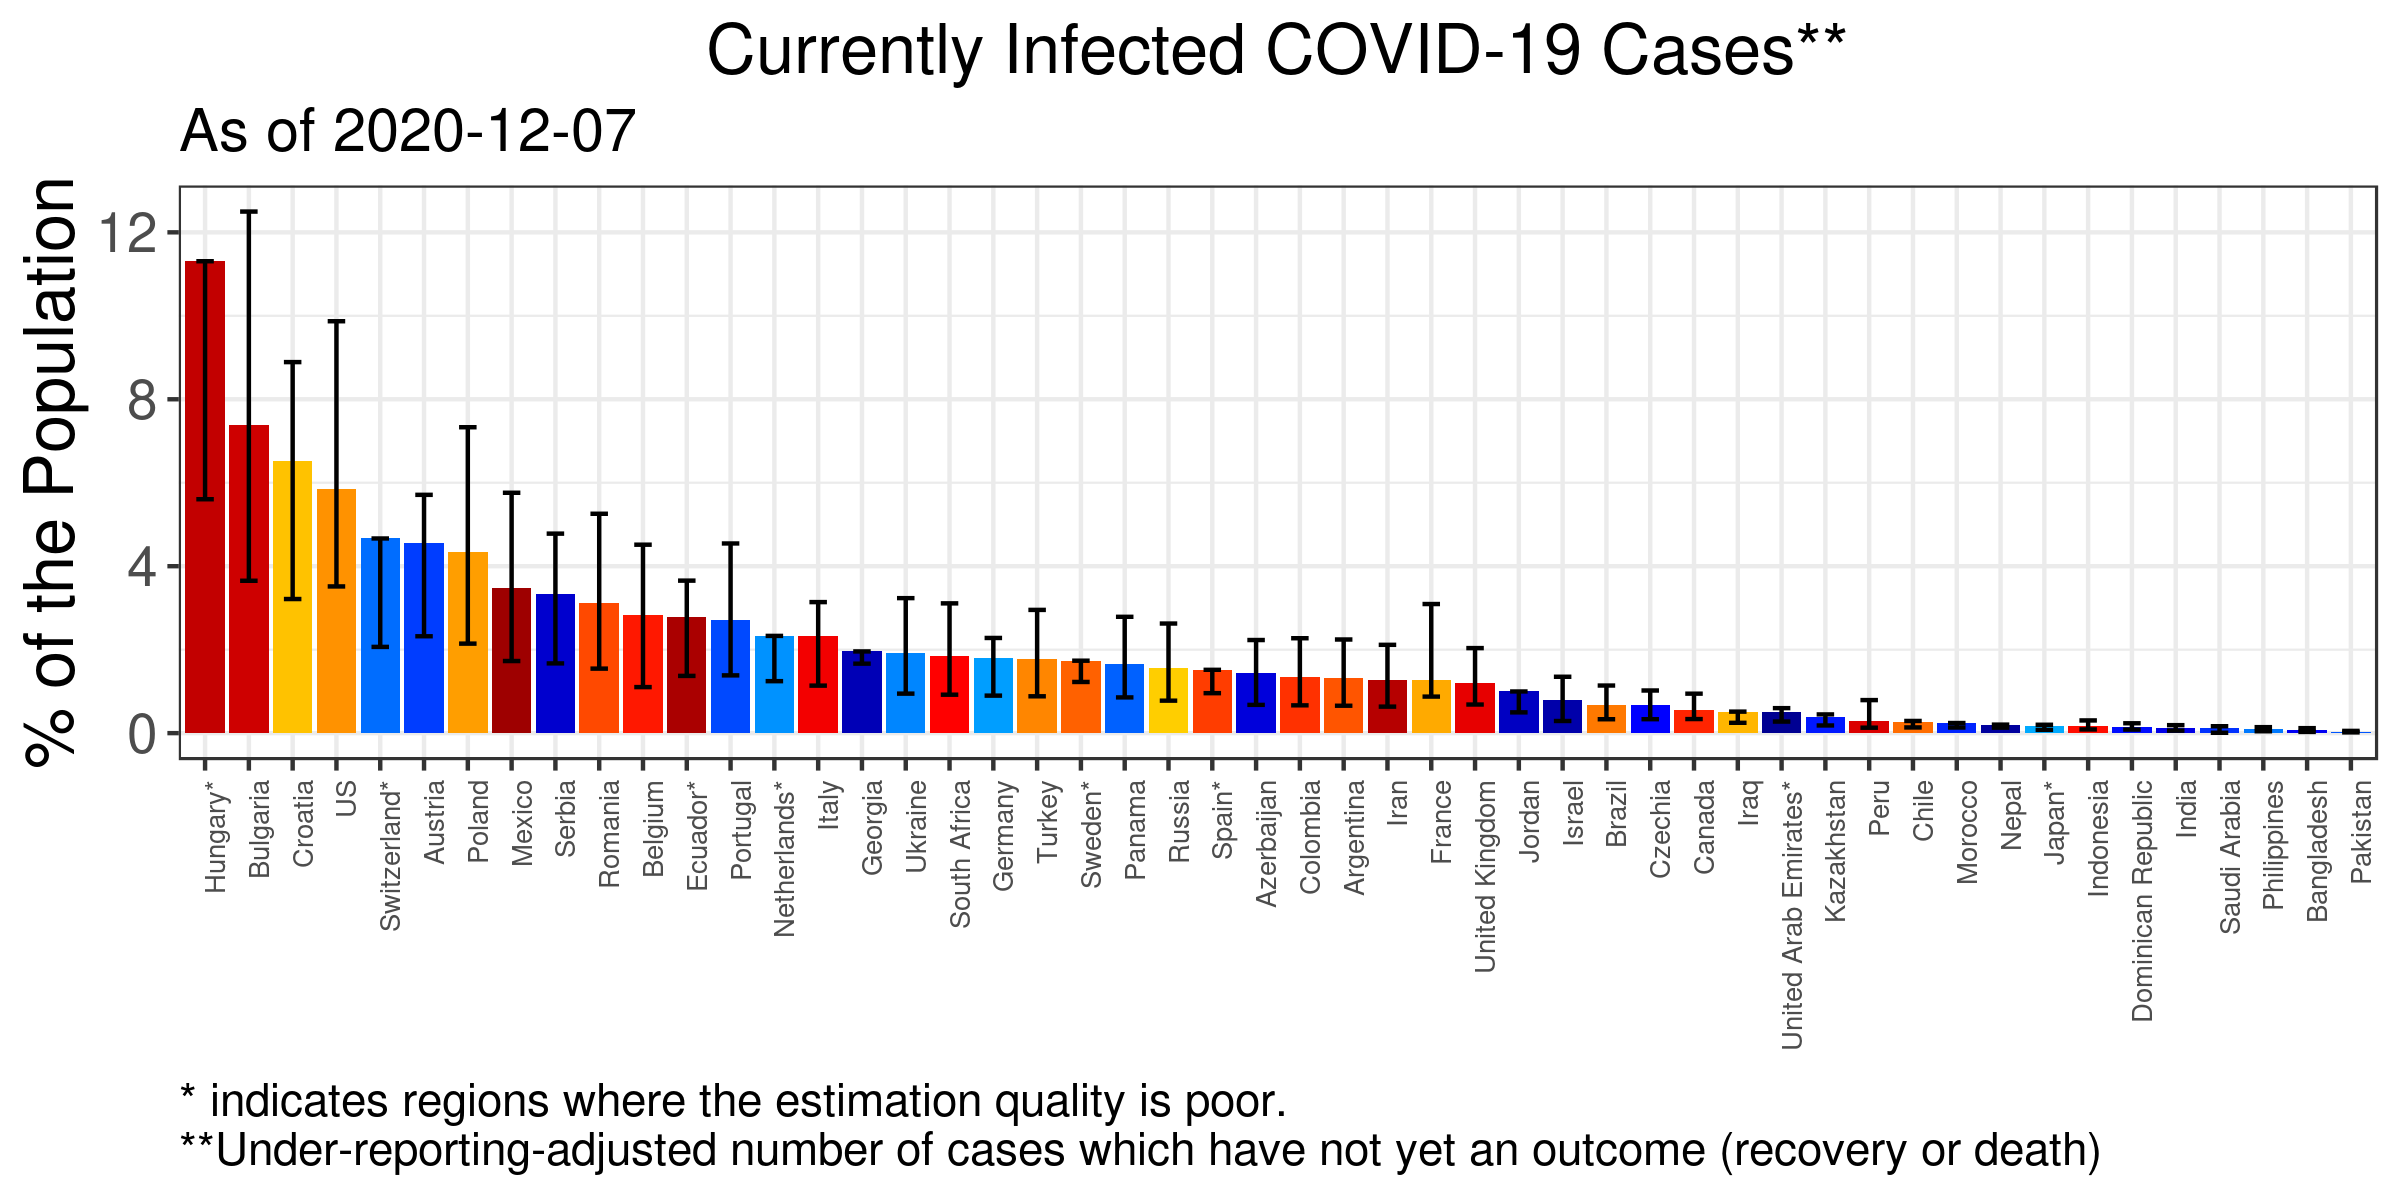 Currently Infected COVID-19 Cases**
As of 2020-12-07
% of the Population
12
8
4
0
Hungary*
Bulgaria
Croatia
US
Switzerland*
Austria
Poland
Mexico
Serbia
Romania
Belgium
Ecuador*
Portugal
Netherlands*
Italy
Georgia
Ukraine
South Africa
Germany
Turkey
Sweden*
Panama
Russia
Spain*
Azerbaijan
Colombia
Argentina
Iran
France
United Kingdom
Jordan
Israel
Brazil
Czechia
Canada
Iraq
United Arab Emirates*
Kazakhstan
Peru
Chile
Morocco
Nepal
Japan*
Indonesia
Dominican Republic
India
Saudi Arabia
Philippines
Bangladesh
Pakistan
* indicates regions where the estimation quality is poor.
**Under-reporting-adjusted number of cases which have not yet an outcome (recovery or death)